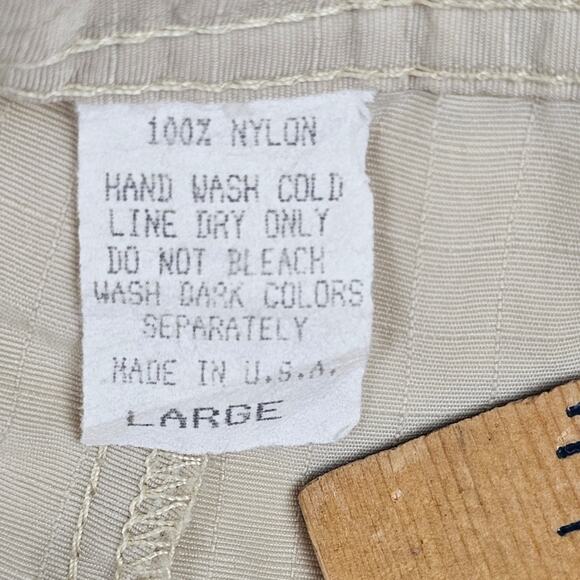 100% NYLON
HAND WASH COLD
LINE DRY ONLY
DO NOT BLEACH
WASH DARK COLORS
SEPARATELY
MADE IN U.S.A.
LARGE